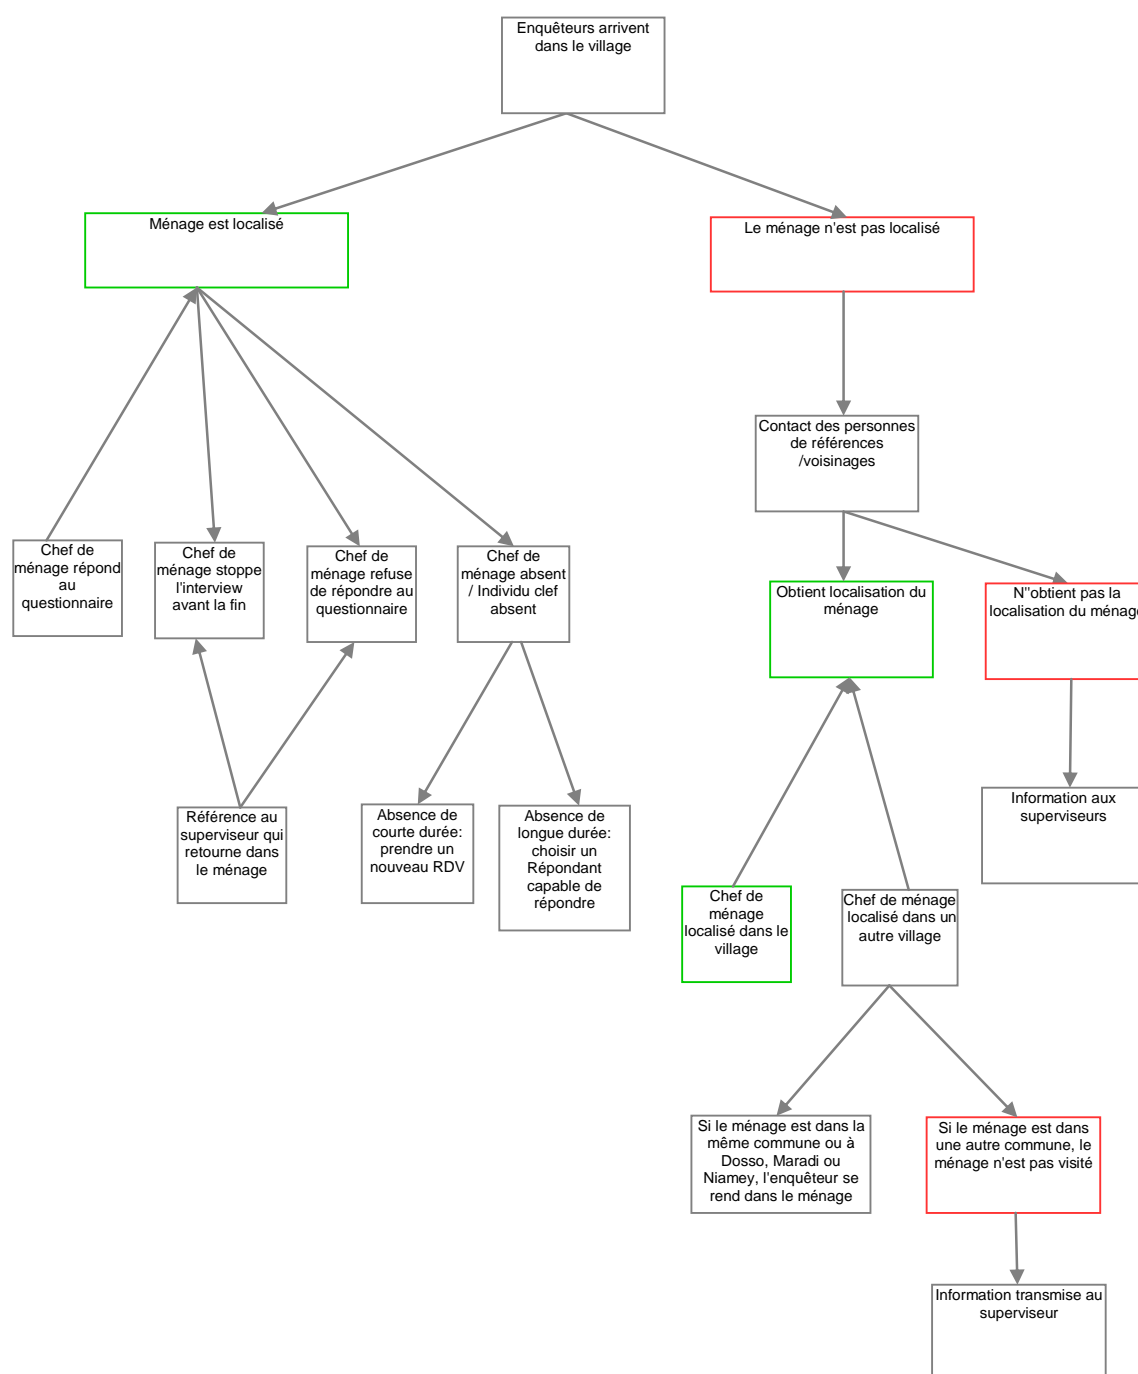 Enquêteurs arrivent
dans le village
Ménage est localisé
Le ménage n'est pas localisé
Contact des personnes
de références
/voisinages
Chef de
ménage répond
au
questionnaire
Chef de
ménage stoppe
l'interview
avant la fin
Chef de
ménage refuse
de répondre au
questionnaire
Chef de
ménage absent
/ Individu clef
absent
Obtient localisation du
ménage
N''obtient pas la
localisation du ménage
Référence au
superviseur qui
retourne dans
le ménage
Absence de
courte durée:
prendre un
nouveau RDV
Absence de
longue durée:
choisir un
Répondant
capable de
répondre
Information aux
superviseurs
Chef de
ménage
localisé dans le
village
Chef de ménage
localisé dans un
autre village
Si le ménage est dans la
même commune ou à
Dosso, Maradi ou
Niamey, l'enquêteur se
rend dans le ménage
Si le ménage est dans
une autre commune, le
ménage n'est pas visité
Information transmise au
superviseur